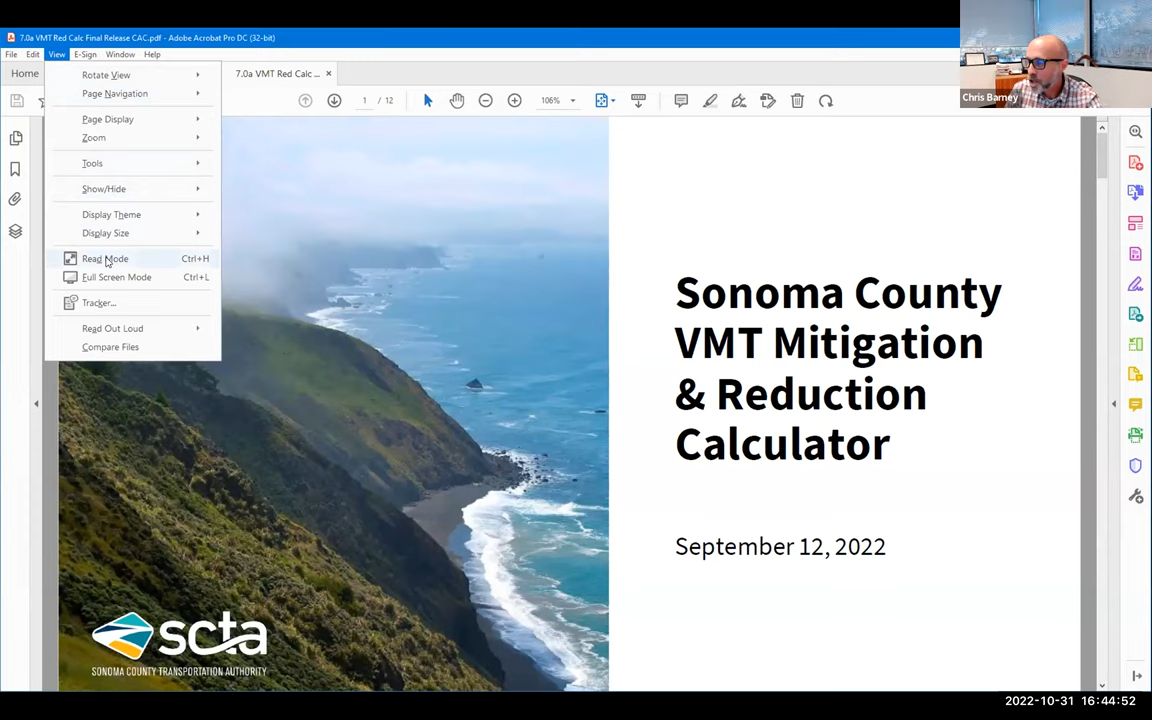 7.0a VMT Red Calc Final Release CAC.pdf - Adobe Acrobat Pro DC (32-bit)
File Edit View E-Sign Window Help
Home
7.0a VMT Red Calc ... ×
1 / 12
106%
Rotate View
Page Navigation
Page Display
Zoom
Tools
Show/Hide
Display Theme
Display Size
Read Mode Ctrl+H
Full Screen Mode Ctrl+L
Tracker...
Read Out Loud
Compare Files
Chris Barney
Sonoma County
VMT Mitigation
& Reduction
Calculator
September 12, 2022
scta
SONOMA COUNTY TRANSPORTATION AUTHORITY
2022-10-31 16:44:52